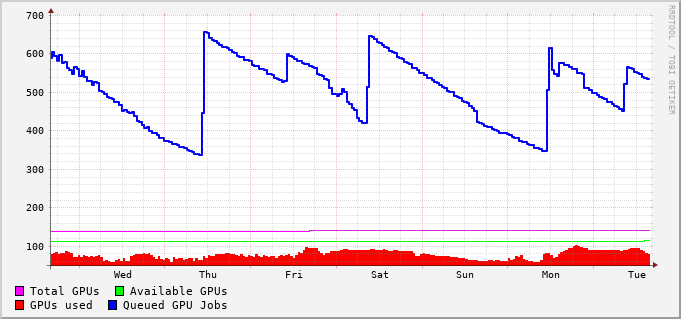 700
600
500
400
300
200
100
Wed Thu Fri Sat Sun Mon Tue
Total GPUs Available GPUs
GPUs used Queued GPU Jobs
RRDTOOL / TOBI OETIKER